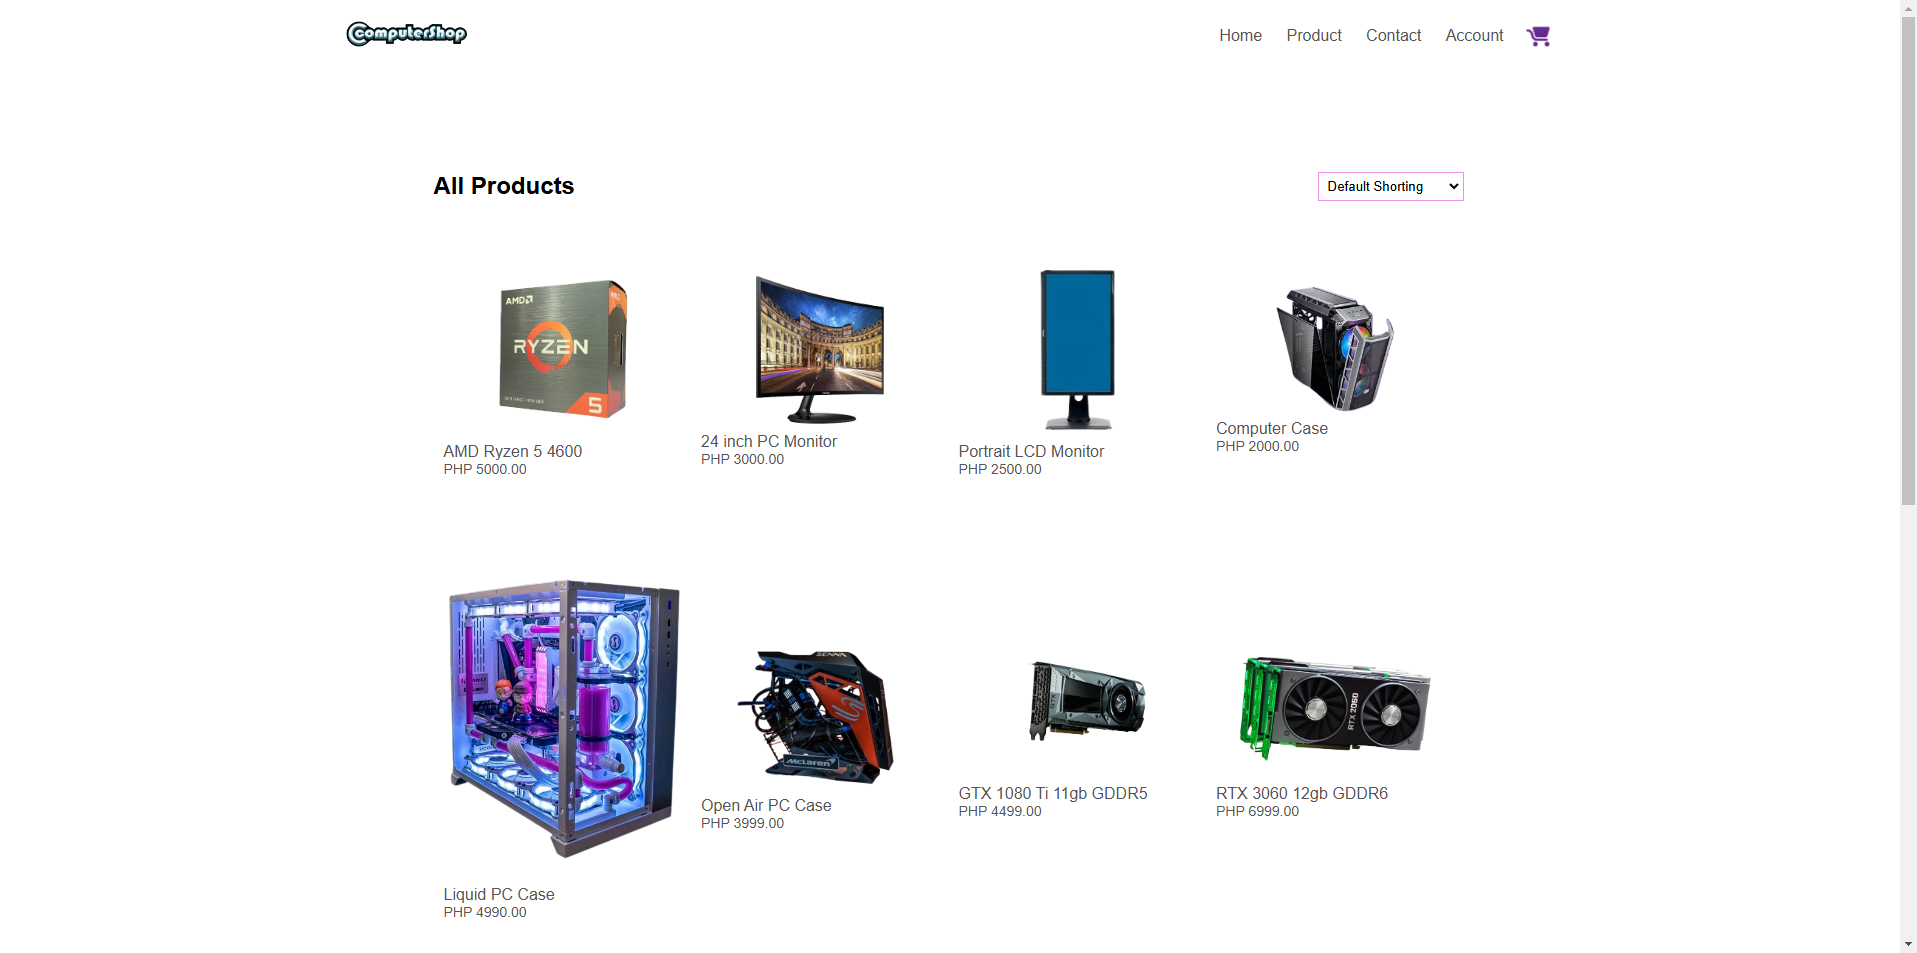 ComputerShop
Home Product Contact Account
All Products
Default Shorting
AMD
RYZEN
5
AMD Ryzen 5 4600
PHP 5000.00
24 inch PC Monitor
PHP 3000.00
Portrait LCD Monitor
PHP 2500.00
Computer Case
PHP 2000.00
Liquid PC Case
PHP 4990.00
SENNA
McLaren
Open Air PC Case
PHP 3999.00
GTX
GTX 1080 Ti 11gb GDDR5
PHP 4499.00
RTX 2060
RTX 3060 12gb GDDR6
PHP 6999.00